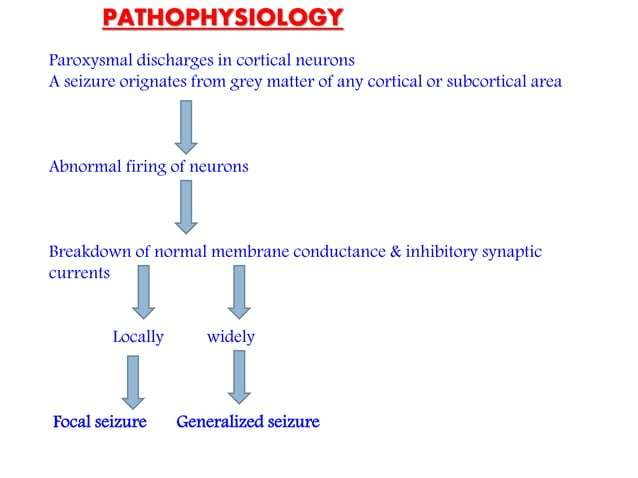 PATHOPHYSIOLOGY
Paroxysmal discharges in cortical neurons
A seizure orignates from grey matter of any cortical or subcortical area
Abnormal firing of neurons
Breakdown of normal membrane conductance & inhibitory synaptic
currents
Locally widely
Focal seizure Generalized seizure